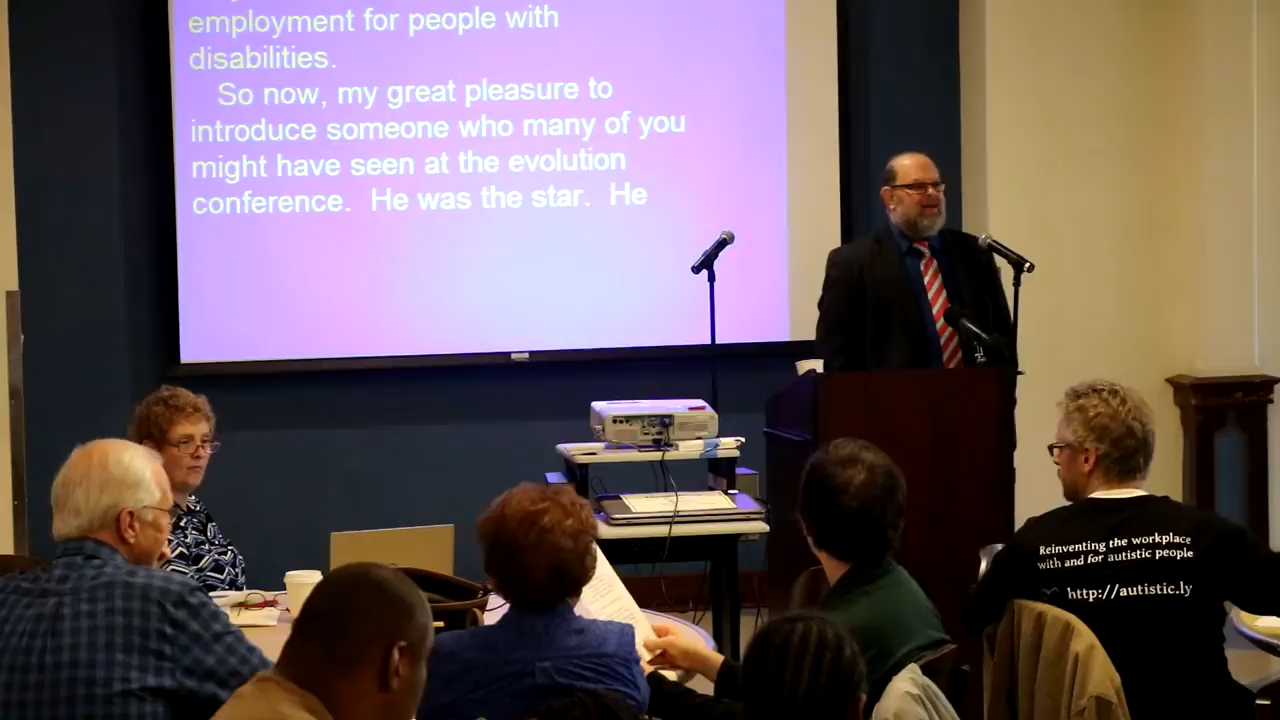 employment for people with
disabilities.
So now, my great pleasure to
introduce someone who many of you
might have seen at the evolution
conference. He was the star. He
Reinventing the workplace
with and for autistic people
http://autistic.ly